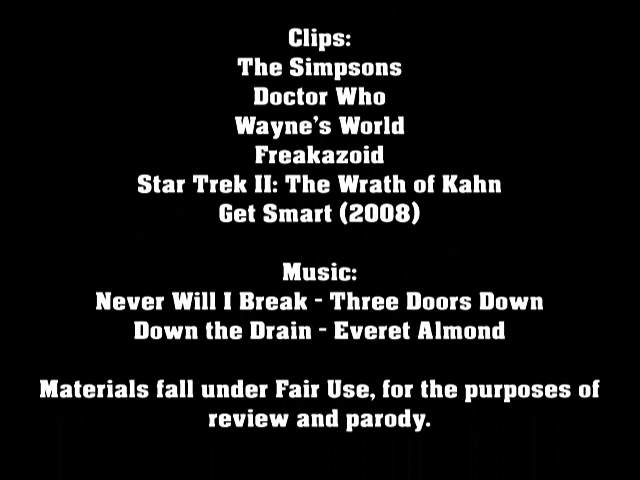 Clips:
The Simpsons
Doctor Who
Wayne's World
Freakazoid
Star Trek II: The Wrath of Kahn
Get Smart (2008)
Music:
Never Will I Break - Three Doors Down
Down the Drain - Everet Almond
Materials fall under Fair Use, for the purposes of
review and parody.